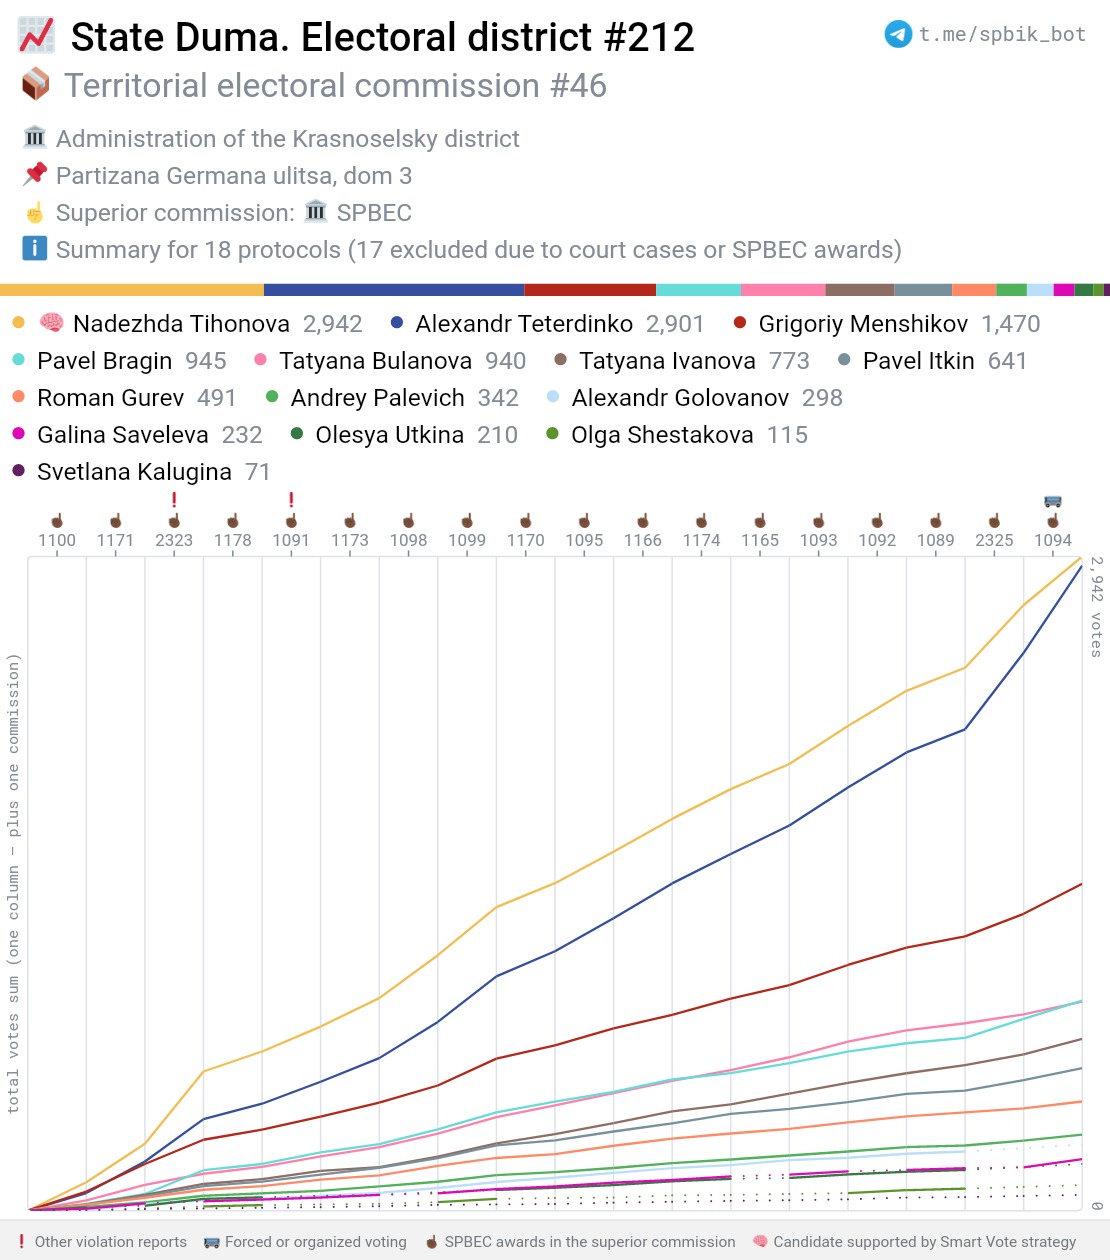 State Duma. Electoral district #212
t.me/spbik_bot
Territorial electoral commission #46
Administration of the Krasnoselsky district
Partizana Germana ulitsa, dom 3
Superior commission: SPBEC
Summary for 18 protocols (17 excluded due to court cases or SPBEC awards)
Nadezhda Tihonova 2,942 Alexandr Teterdinko 2,901 Grigoriy Menshikov 1,470
Pavel Bragin 945 Tatyana Bulanova 940 Tatyana Ivanova 773 Pavel Itkin 641
Roman Gurev 491 Andrey Palevich 342 Alexandr Golovanov 298
Galina Saveleva 232 Olesya Utkina 210 Olga Shestakova 115
Svetlana Kalugina 71
1100 1171 2323 1178 1091 1173 1098 1099 1170 1095 1166 1174 1165 1093 1092 1089 2325 1094
2,942 votes
total votes sum (one column – plus one commission)
0
Other violation reports Forced or organized voting SPBEC awards in the superior commission Candidate supported by Smart Vote strategy